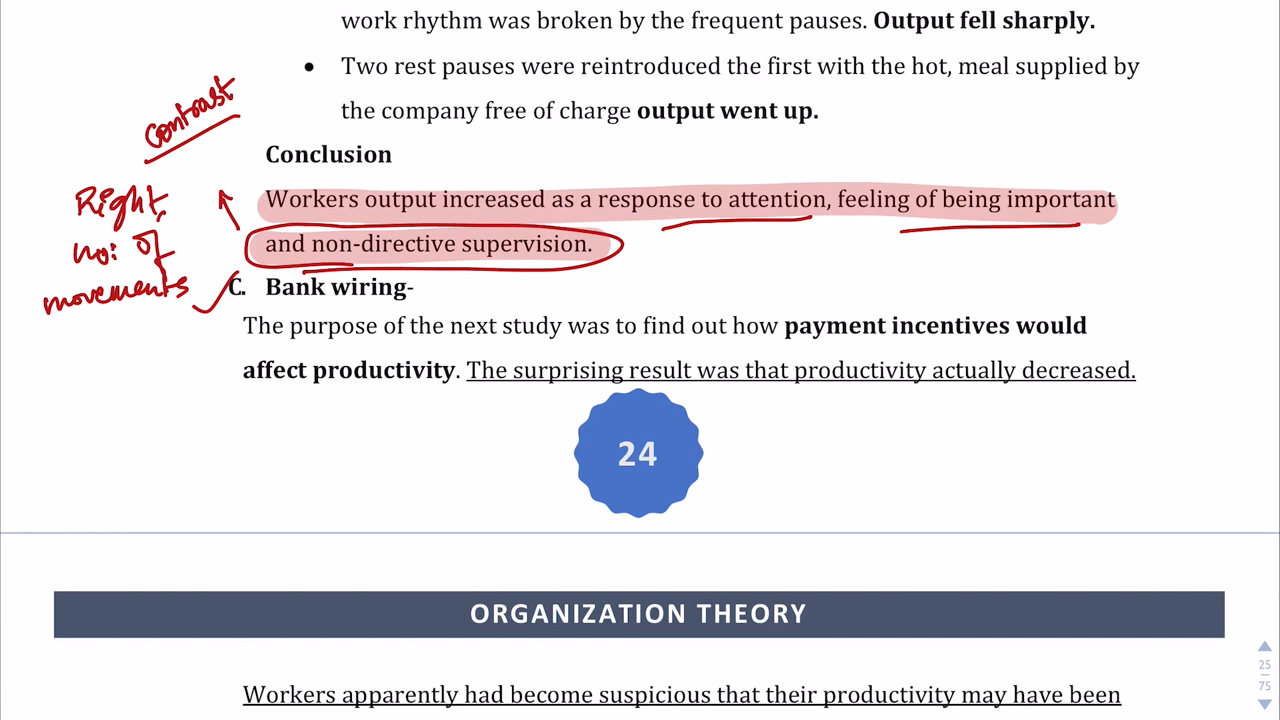 work rhythm was broken by the frequent pauses. Output fell sharply.
• Two rest pauses were reintroduced the first with the hot, meal supplied by
the company free of charge output went up.
contrast
Conclusion
Right
Workers output increased as a response to attention, feeling of being important
no: of
and non-directive supervision.
movements
C. Bank wiring-
The purpose of the next study was to find out how payment incentives would
affect productivity. The surprising result was that productivity actually decreased.
24
ORGANIZATION THEORY
25
75
Workers apparently had become suspicious that their productivity may have been